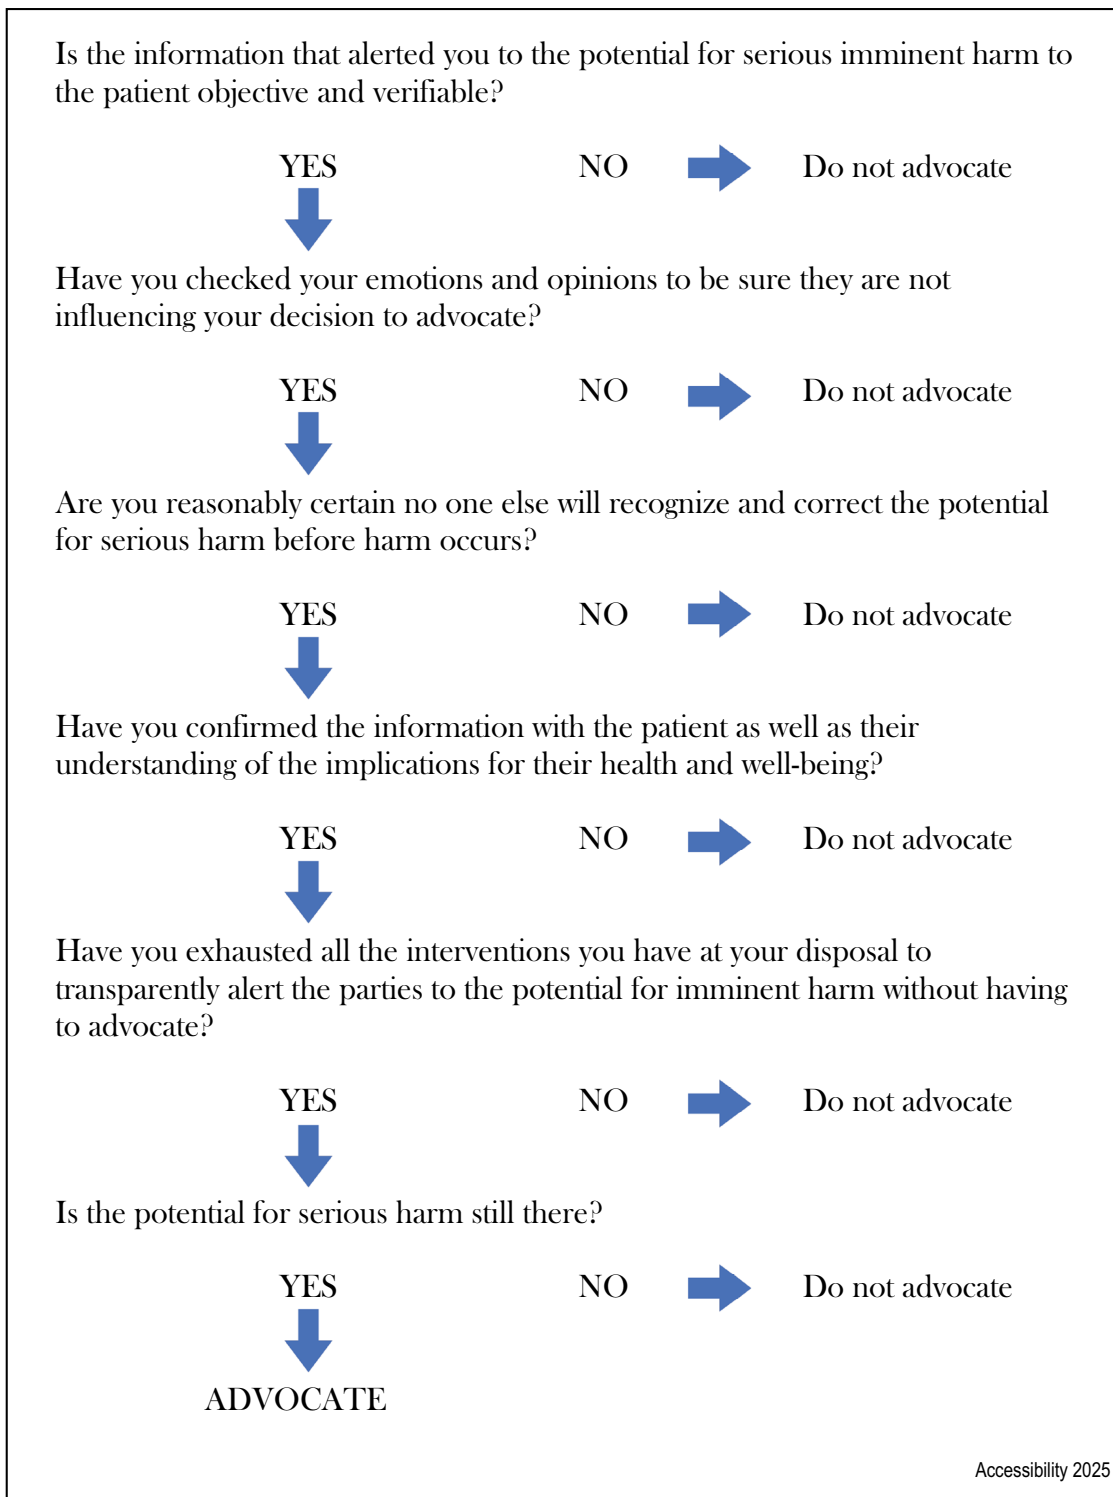 Is the information that alerted you to the potential for serious imminent harm to
the patient objective and verifiable?
YES NO Do not advocate
Have you checked your emotions and opinions to be sure they are not
influencing your decision to advocate?
YES NO Do not advocate
Are you reasonably certain no one else will recognize and correct the potential
for serious harm before harm occurs?
YES NO Do not advocate
Have you confirmed the information with the patient as well as their
understanding of the implications for their health and well-being?
YES NO Do not advocate
Have you exhausted all the interventions you have at your disposal to
transparently alert the parties to the potential for imminent harm without having
to advocate?
YES NO Do not advocate
Is the potential for serious harm still there?
YES NO Do not advocate
ADVOCATE
Accessibility 2025